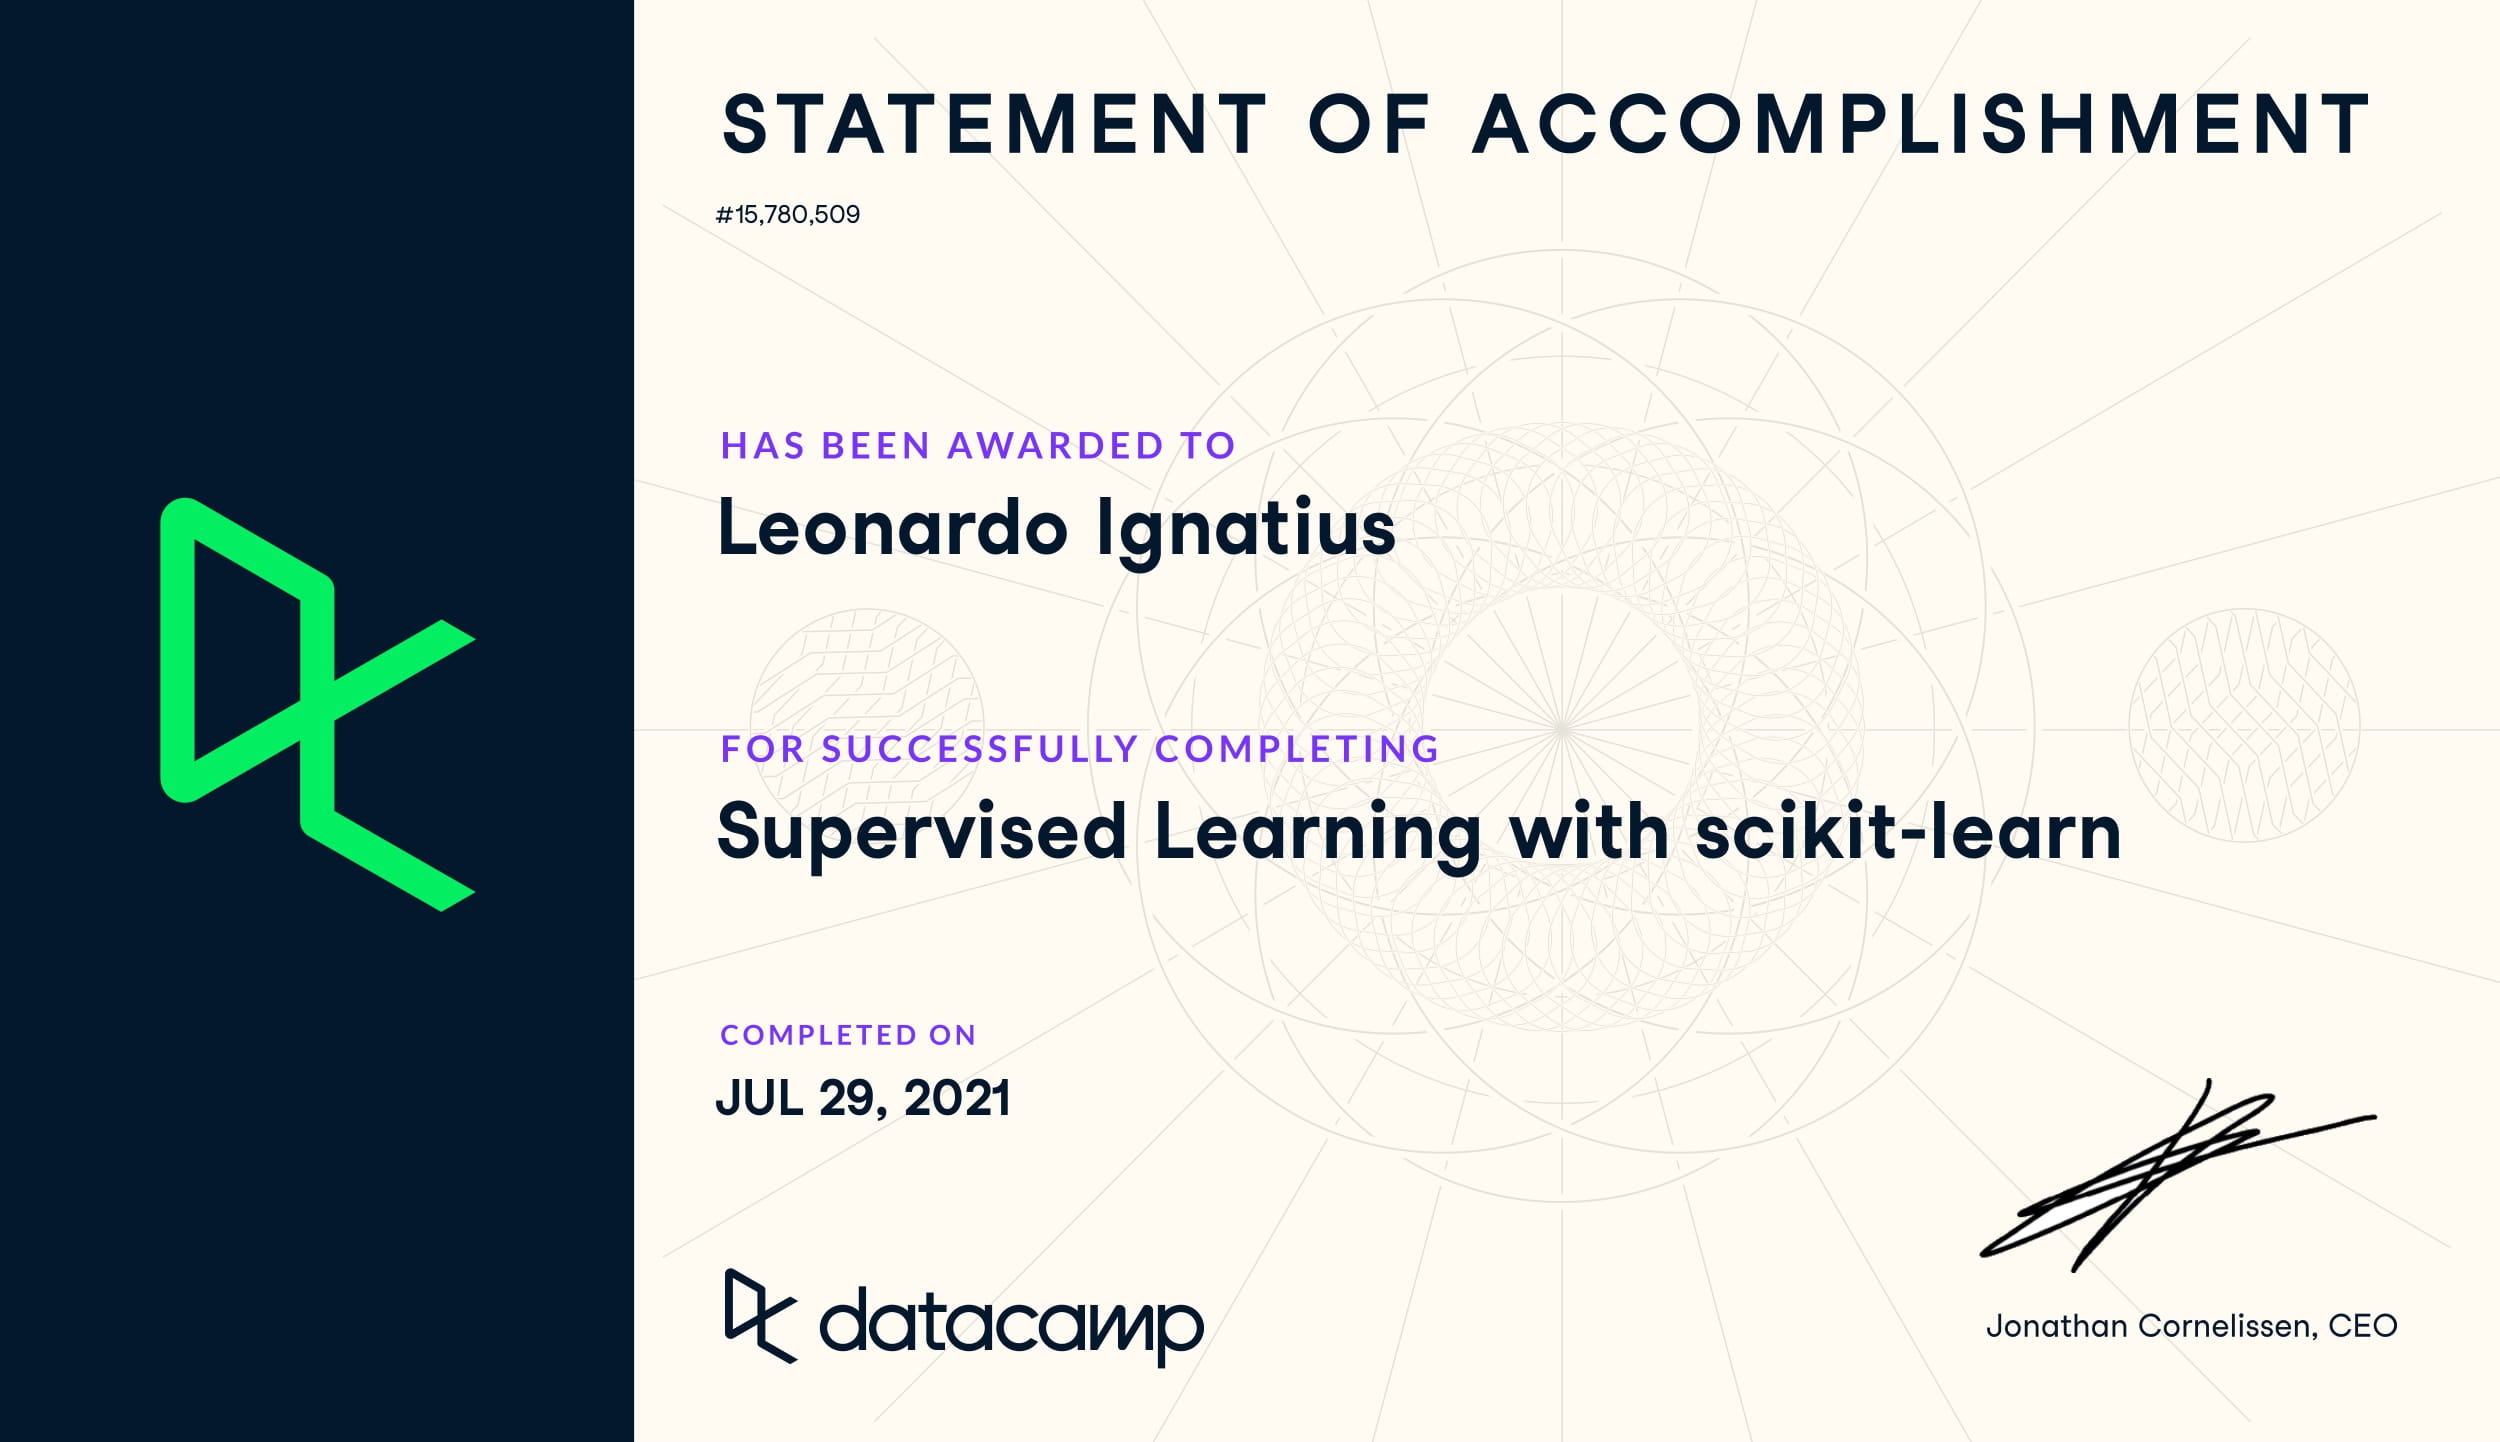 STATEMENT OF ACCOMPLISHMENT
#15,780,509
HAS BEEN AWARDED TO
Leonardo Ignatius
FOR SUCCESSFULLY COMPLETING
Supervised Learning with scikit-learn
COMPLETED ON
JUL 29, 2021
datacamp
Jonathan Cornelissen, CEO